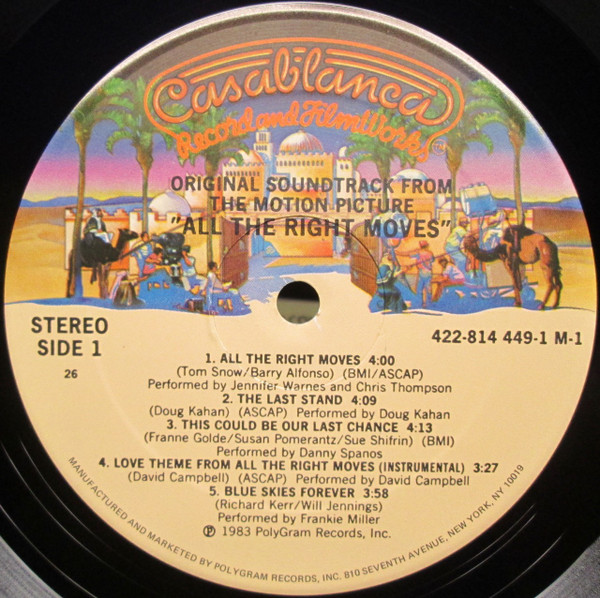 Casablanca
Record and FilmWorks
TM
ORIGINAL SOUNDTRACK FROM
THE MOTION PICTURE
"ALL THE RIGHT MOVES"
STEREO
SIDE 1
26
422-814 449-1 M-1
1. ALL THE RIGHT MOVES 4:00
(Tom Snow/Barry Alfonso) (BMI/ASCAP)
Performed by Jennifer Warnes and Chris Thompson
2. THE LAST STAND 4:09
(Doug Kahan) (ASCAP) Performed by Doug Kahan
3. THIS COULD BE OUR LAST CHANCE 4:13
(Franne Golde/Susan Pomerantz/Sue Shifrin) (BMI)
Performed by Danny Spanos
4. LOVE THEME FROM ALL THE RIGHT MOVES (INSTRUMENTAL) 3:27
(David Campbell) (ASCAP) Performed by David Campbell
5. BLUE SKIES FOREVER 3:58
(Richard Kerr/Will Jennings)
Performed by Frankie Miller
℗ 1983 PolyGram Records, Inc.
MANUFACTURED AND MARKETED BY POLYGRAM RECORDS, INC. 810 SEVENTH AVENUE, NEW YORK, NY 10019